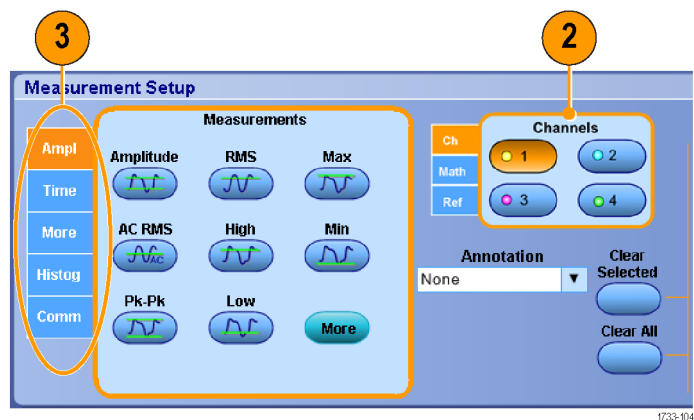 3
2
Measurement Setup
Ampl
Time
More
Histog
Comm
Measurements
Amplitude
RMS
Max
AC RMS
High
Min
AC
Pk-Pk
Low
More
Ch
Math
Ref
Channels
1
2
3
4
Annotation
None
Clear
Selected
Clear All
1733-104